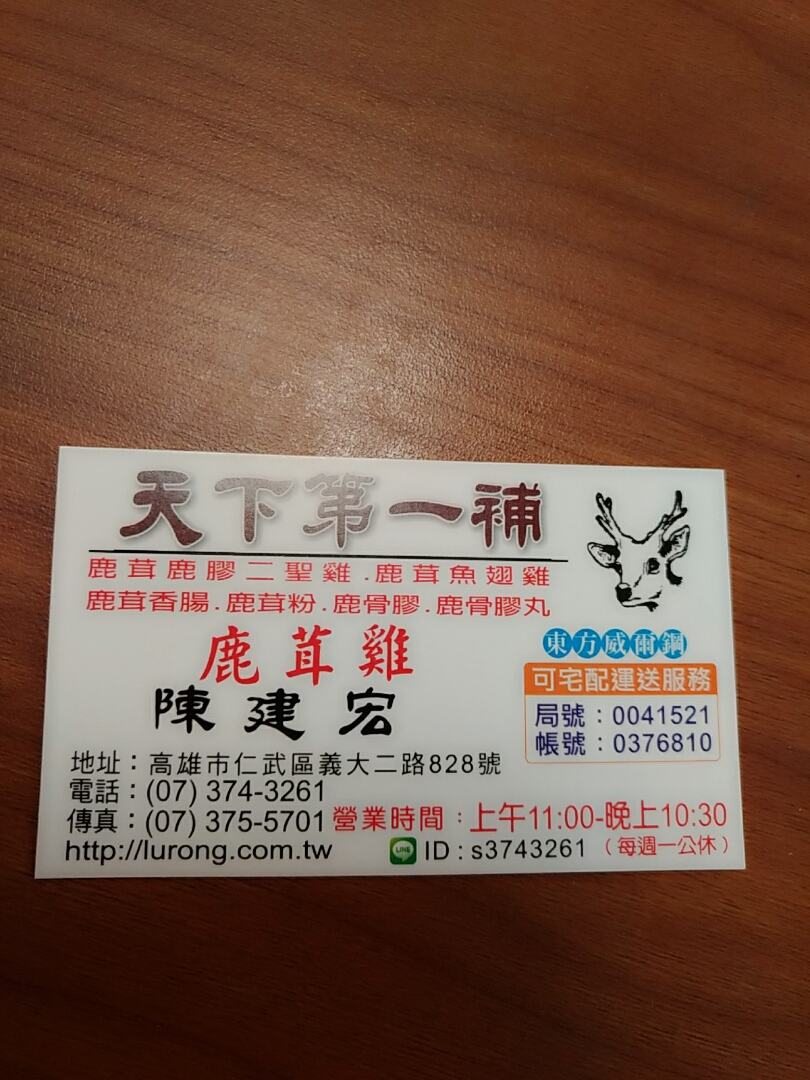 天下第一補
鹿茸鹿膠二聖雞.鹿茸魚翅雞
鹿茸香腸.鹿茸粉.鹿骨膠.鹿骨膠丸
鹿茸雞
陳建宏
東方威爾鋼
可宅配運送服務
局號：0041521
帳號：0376810
地址：高雄市仁武區義大二路828號
電話：(07) 374-3261
傳真：(07) 375-5701
營業時間：上午11:00-晚上10:30
（每週一公休）
http://lurong.com.tw
LINE ID : s3743261